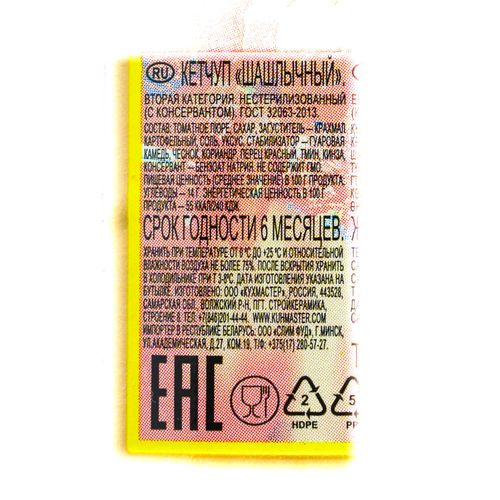 RU КЕТЧУП «ШАШЛЫЧНЫЙ».
ВТОРАЯ КАТЕГОРИЯ. НЕСТЕРИЛИЗОВАННЫЙ
(С КОНСЕРВАНТОМ). ГОСТ 32063-2013.
СОСТАВ: ТОМАТНОЕ ПЮРЕ, САХАР, ЗАГУСТИТЕЛЬ – КРАХМАЛ
КАРТОФЕЛЬНЫЙ, СОЛЬ, УКСУС, СТАБИЛИЗАТОР – ГУАРОВАЯ
КАМЕДЬ, ЧЕСНОК, КОРИАНДР, ПЕРЕЦ КРАСНЫЙ, ТМИН, КИНЗА,
КОНСЕРВАНТ – БЕНЗОАТ НАТРИЯ. НЕ СОДЕРЖИТ ГМО.
ПИЩЕВАЯ ЦЕННОСТЬ (СРЕДНЕЕ ЗНАЧЕНИЕ) В 100 Г ПРОДУКТА:
УГЛЕВОДЫ – 14 Г. ЭНЕРГЕТИЧЕСКАЯ ЦЕННОСТЬ В 100 Г
ПРОДУКТА – 55 ККАЛ/240 КДЖ.
СРОК ГОДНОСТИ 6 МЕСЯЦЕВ.
ХРАНИТЬ ПРИ ТЕМПЕРАТУРЕ ОТ 0 °C ДО +25 °C И ОТНОСИТЕЛЬНОЙ
ВЛАЖНОСТИ ВОЗДУХА НЕ БОЛЕЕ 75%. ПОСЛЕ ВСКРЫТИЯ ХРАНИТЬ
В ХОЛОДИЛЬНИКЕ ПРИ Т 3-8°C. ДАТА ИЗГОТОВЛЕНИЯ УКАЗАНА НА
БУТЫЛКЕ. ИЗГОТОВЛЕНО: ООО «КУХМАСТЕР», РОССИЯ, 443528,
САМАРСКАЯ ОБЛ., ВОЛЖСКИЙ Р-Н, ПГТ. СТРОЙКЕРАМИКА,
СТРОЕНИЕ 8. ТЕЛ: +8(846)201-44-44. WWW.KUHMASTER.COM
ИМПОРТЕР В РЕСПУБЛИКЕ БЕЛАРУСЬ: ООО «СЛИМ ФУД», Г.МИНСК,
УЛ.АКАДЕМИЧЕСКАЯ, Д.27, КОМ.19, Т/Ф: +375(17) 280-57-27.
EAC
2 HDPE
5 PP